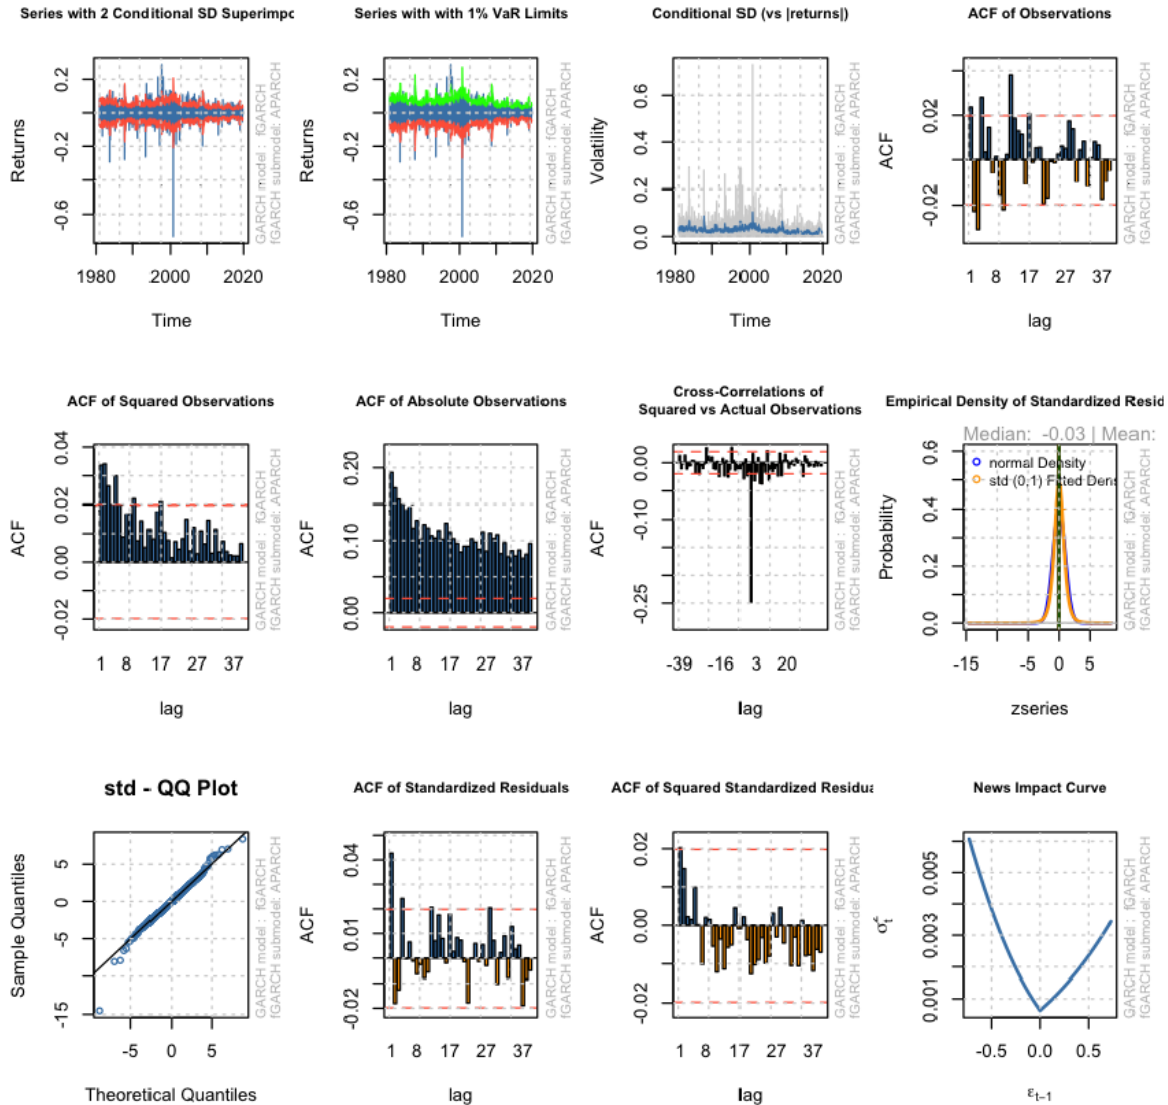 Series with 2 Conditional SD Superimpo
Returns
0.2
-0.2
-0.6
1980 2000 2020
Time
GARCH model : fGARCH
fGARCH submodel: APARCH
Series with with 1% VaR Limits
Returns
0.2
-0.2
-0.6
1980 2000 2020
Time
GARCH model : fGARCH
fGARCH submodel: APARCH
Conditional SD (vs |returns|)
Volatility
0.6
0.4
0.2
0.0
1980 2000 2020
Time
GARCH model : fGARCH
fGARCH submodel: APARCH
ACF of Observations
ACF
0.02
-0.02
1 8 17 27 37
lag
GARCH model : fGARCH
fGARCH submodel: APARCH
ACF of Squared Observations
ACF
0.04
0.02
0.00
-0.02
1 8 17 27 37
lag
GARCH model : fGARCH
fGARCH submodel: APARCH
ACF of Absolute Observations
ACF
0.20
0.10
0.00
1 8 17 27 37
lag
GARCH model : fGARCH
fGARCH submodel: APARCH
Cross-Correlations of
Squared vs Actual Observations
ACF
0.00
-0.10
-0.25
-39 -16 3 20
lag
GARCH model : fGARCH
fGARCH submodel: APARCH
Empirical Density of Standardized Resid
Median: -0.03 | Mean:
normal Density
std (0,1) Fitted Dens
Probability
0.6
0.4
0.2
0.0
-15 -5 0 5
zseries
GARCH model : fGARCH
fGARCH submodel: APARCH
std - QQ Plot
Sample Quantiles
5
0
-5
-15
-5 0 5
Theoretical Quantiles
GARCH model : fGARCH
fGARCH submodel: APARCH
ACF of Standardized Residuals
ACF
0.04
0.01
-0.02
1 8 17 27 37
lag
GARCH model : fGARCH
fGARCH submodel: APARCH
ACF of Squared Standardized Residua
ACF
0.02
0.00
-0.02
1 8 17 27 37
lag
GARCH model : fGARCH
fGARCH submodel: APARCH
News Impact Curve
0.005
0.003
0.001
-0.5 0.0 0.5
εt−1
GARCH model : fGARCH
fGARCH submodel: APARCH